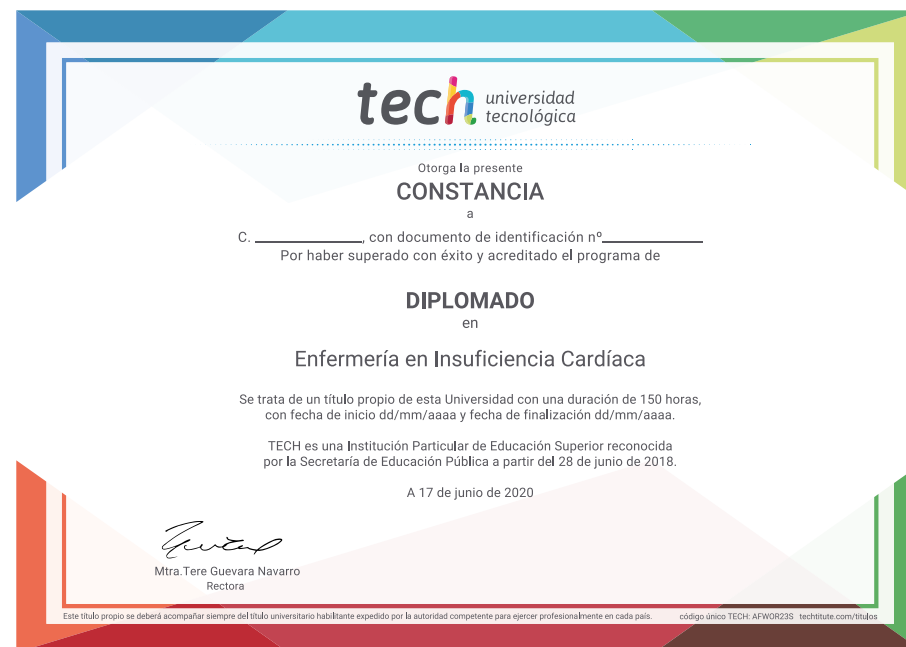 tech universidad
tecnológica
Otorga la presente
CONSTANCIA
a
C. ______________, con documento de identificación nº_____________
Por haber superado con éxito y acreditado el programa de
DIPLOMADO
en
Enfermería en Insuficiencia Cardíaca
Se trata de un título propio de esta Universidad con una duración de 150 horas,
con fecha de inicio dd/mm/aaaa y fecha de finalización dd/mm/aaaa.
TECH es una Institución Particular de Educación Superior reconocida
por la Secretaría de Educación Pública a partir del 28 de junio de 2018.
A 17 de junio de 2020
Mtra.Tere Guevara Navarro
Rectora
Este título propio se deberá acompañar siempre del título universitario habilitante expedido por la autoridad competente para ejercer profesionalmente en cada país. código único TECH: AFWOR23S techtitute.com/titulos